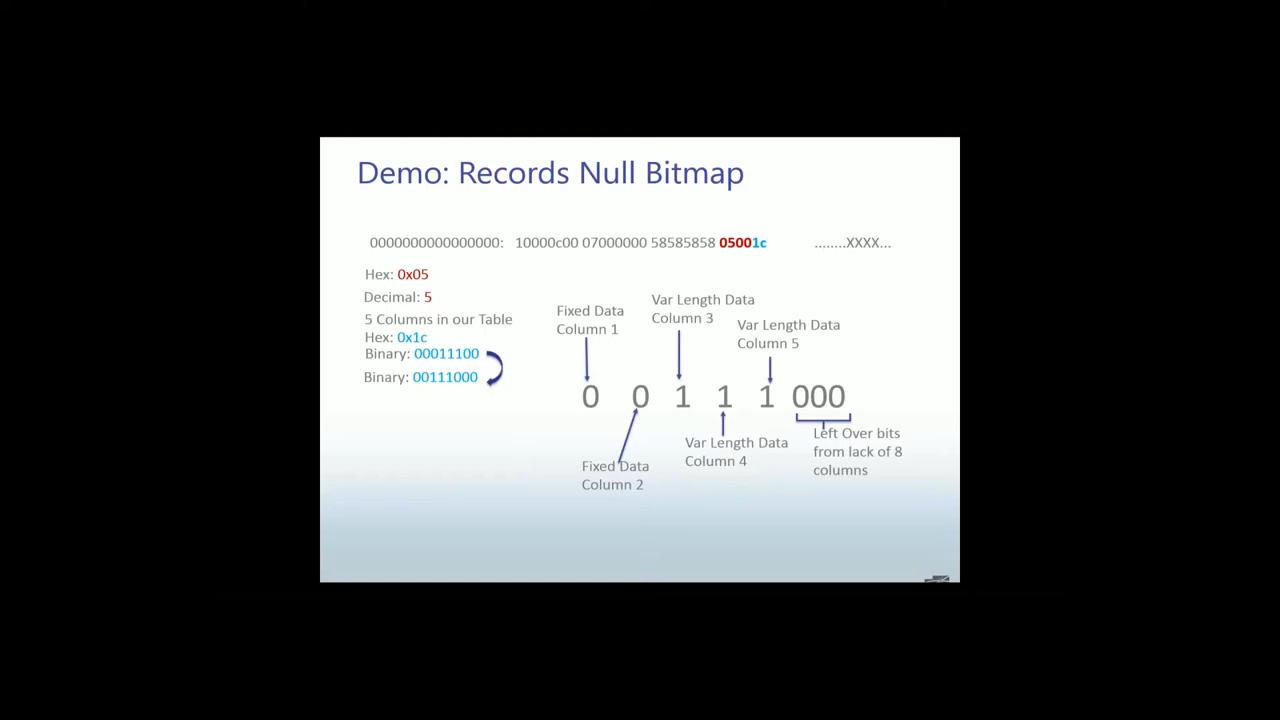 Demo: Records Null Bitmap
0000000000000000: 10000c00 07000000 58585858 05001c ........XXXX...
Hex: 0x05
Decimal: 5
5 Columns in our Table
Hex: 0x1c
Binary: 00011100
Binary: 00111000
Fixed Data
Column 1
Var Length Data
Column 3
Var Length Data
Column 5
0 0 1 1 1 000
Fixed Data
Column 2
Var Length Data
Column 4
Left Over bits
from lack of 8
columns